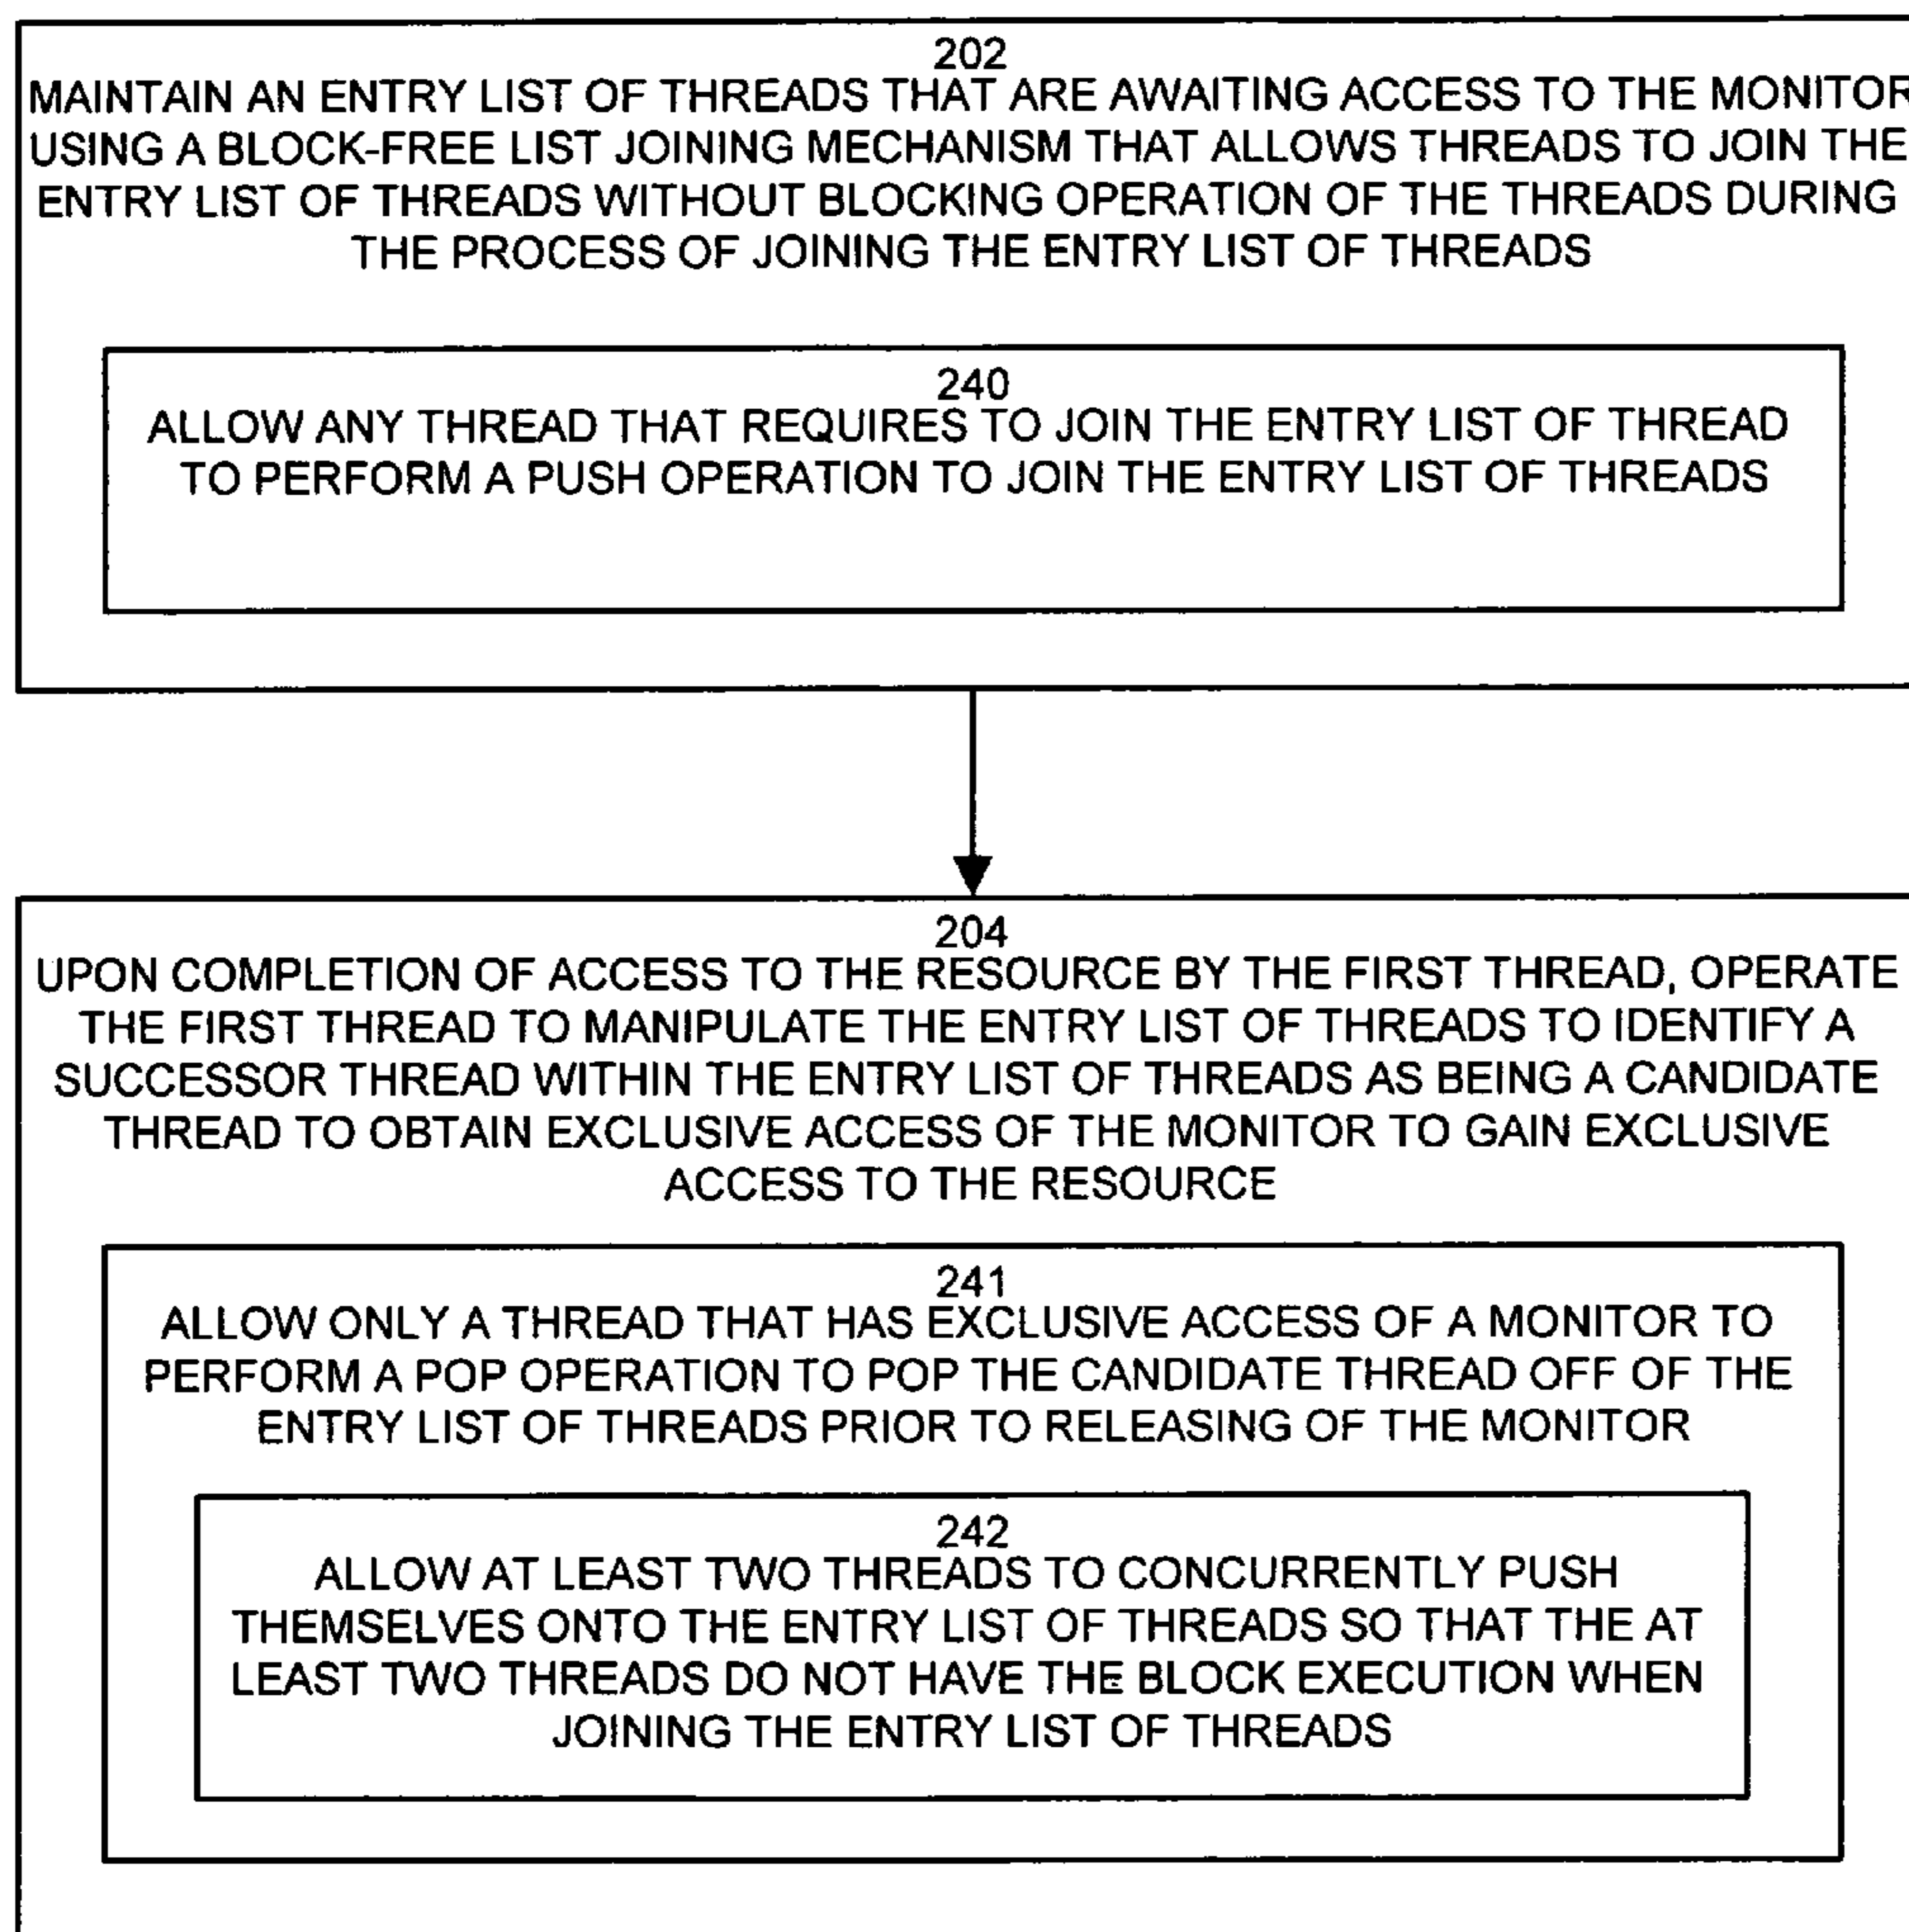 202
MAINTAIN AN ENTRY LIST OF THREADS THAT ARE AWAITING ACCESS TO THE MONITOR
USING A BLOCK-FREE LIST JOINING MECHANISM THAT ALLOWS THREADS TO JOIN THE
ENTRY LIST OF THREADS WITHOUT BLOCKING OPERATION OF THE THREADS DURING
THE PROCESS OF JOINING THE ENTRY LIST OF THREADS
240
ALLOW ANY THREAD THAT REQUIRES TO JOIN THE ENTRY LIST OF THREAD
TO PERFORM A PUSH OPERATION TO JOIN THE ENTRY LIST OF THREADS
204
UPON COMPLETION OF ACCESS TO THE RESOURCE BY THE FIRST THREAD, OPERATE
THE FIRST THREAD TO MANIPULATE THE ENTRY LIST OF THREADS TO IDENTIFY A
SUCCESSOR THREAD WITHIN THE ENTRY LIST OF THREADS AS BEING A CANDIDATE
THREAD TO OBTAIN EXCLUSIVE ACCESS OF THE MONITOR TO GAIN EXCLUSIVE
ACCESS TO THE RESOURCE
241
ALLOW ONLY A THREAD THAT HAS EXCLUSIVE ACCESS OF A MONITOR TO
PERFORM A POP OPERATION TO POP THE CANDIDATE THREAD OFF OF THE
ENTRY LIST OF THREADS PRIOR TO RELEASING OF THE MONITOR
242
ALLOW AT LEAST TWO THREADS TO CONCURRENTLY PUSH
THEMSELVES ONTO THE ENTRY LIST OF THREADS SO THAT THE AT
LEAST TWO THREADS DO NOT HAVE THE BLOCK EXECUTION WHEN
JOINING THE ENTRY LIST OF THREADS